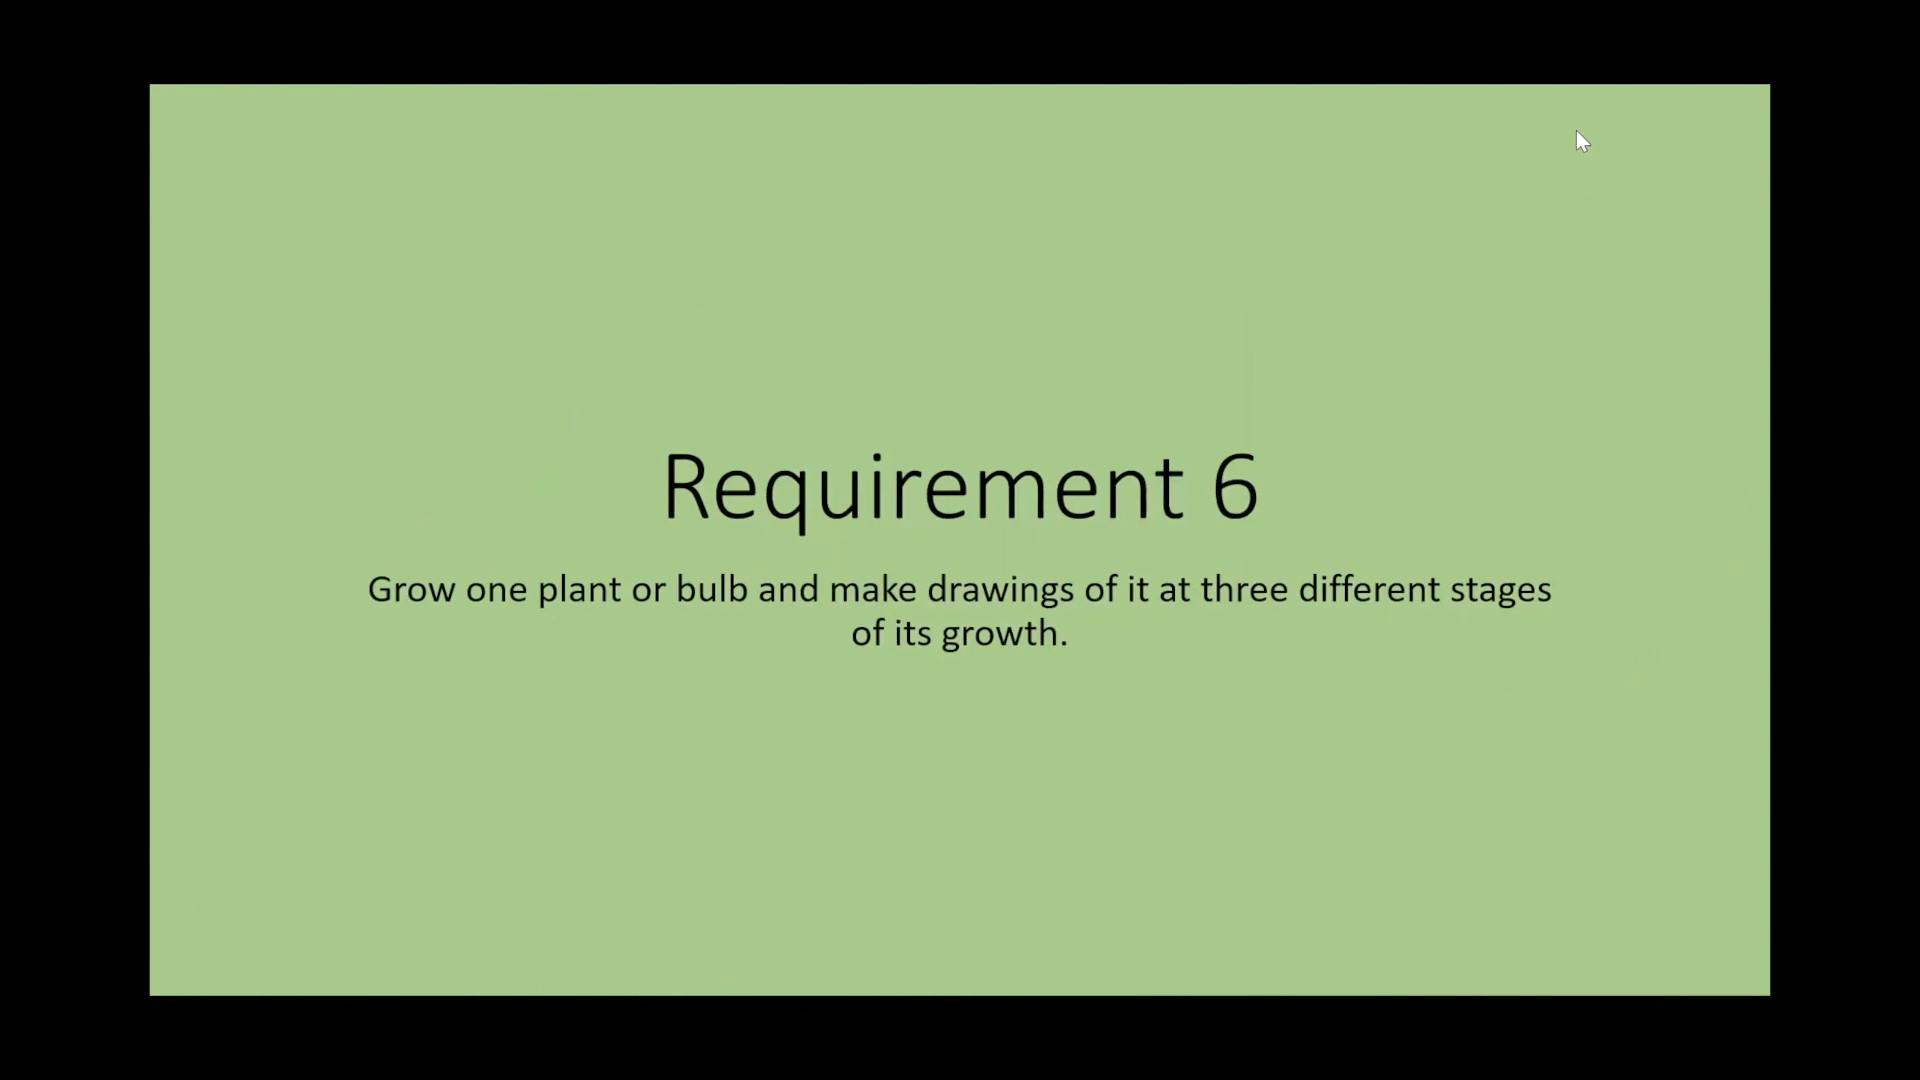 Requirement 6
Grow one plant or bulb and make drawings of it at three different stages
of its growth.